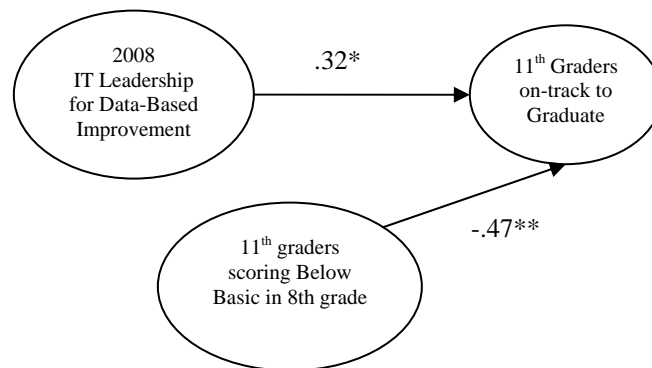 2008
IT Leadership
for Data-Based
Improvement
.32*
11th Graders
on-track to
Graduate
-.47**
11th graders
scoring Below
Basic in 8th grade